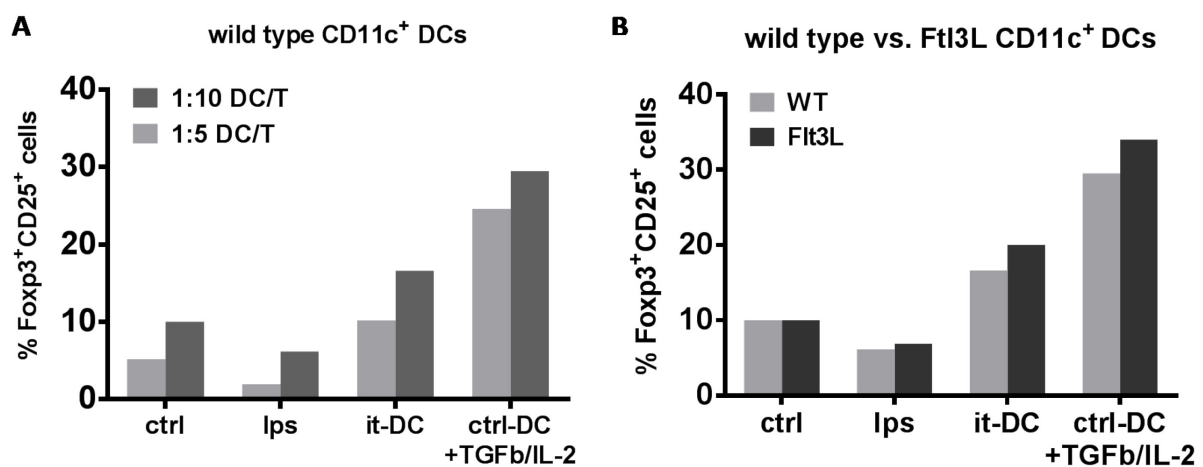 A
wild type CD11c⁺ DCs
% Foxp3⁺CD25⁺ cells
40
30
20
10
0
1:10 DC/T
1:5 DC/T
ctrl
lps
it-DC
ctrl-DC
+TGFb/IL-2
B
wild type vs. Ftl3L CD11c⁺ DCs
% Foxp3⁺CD25⁺ cells
40
30
20
10
0
WT
Flt3L
ctrl
lps
it-DC
ctrl-DC
+TGFb/IL-2